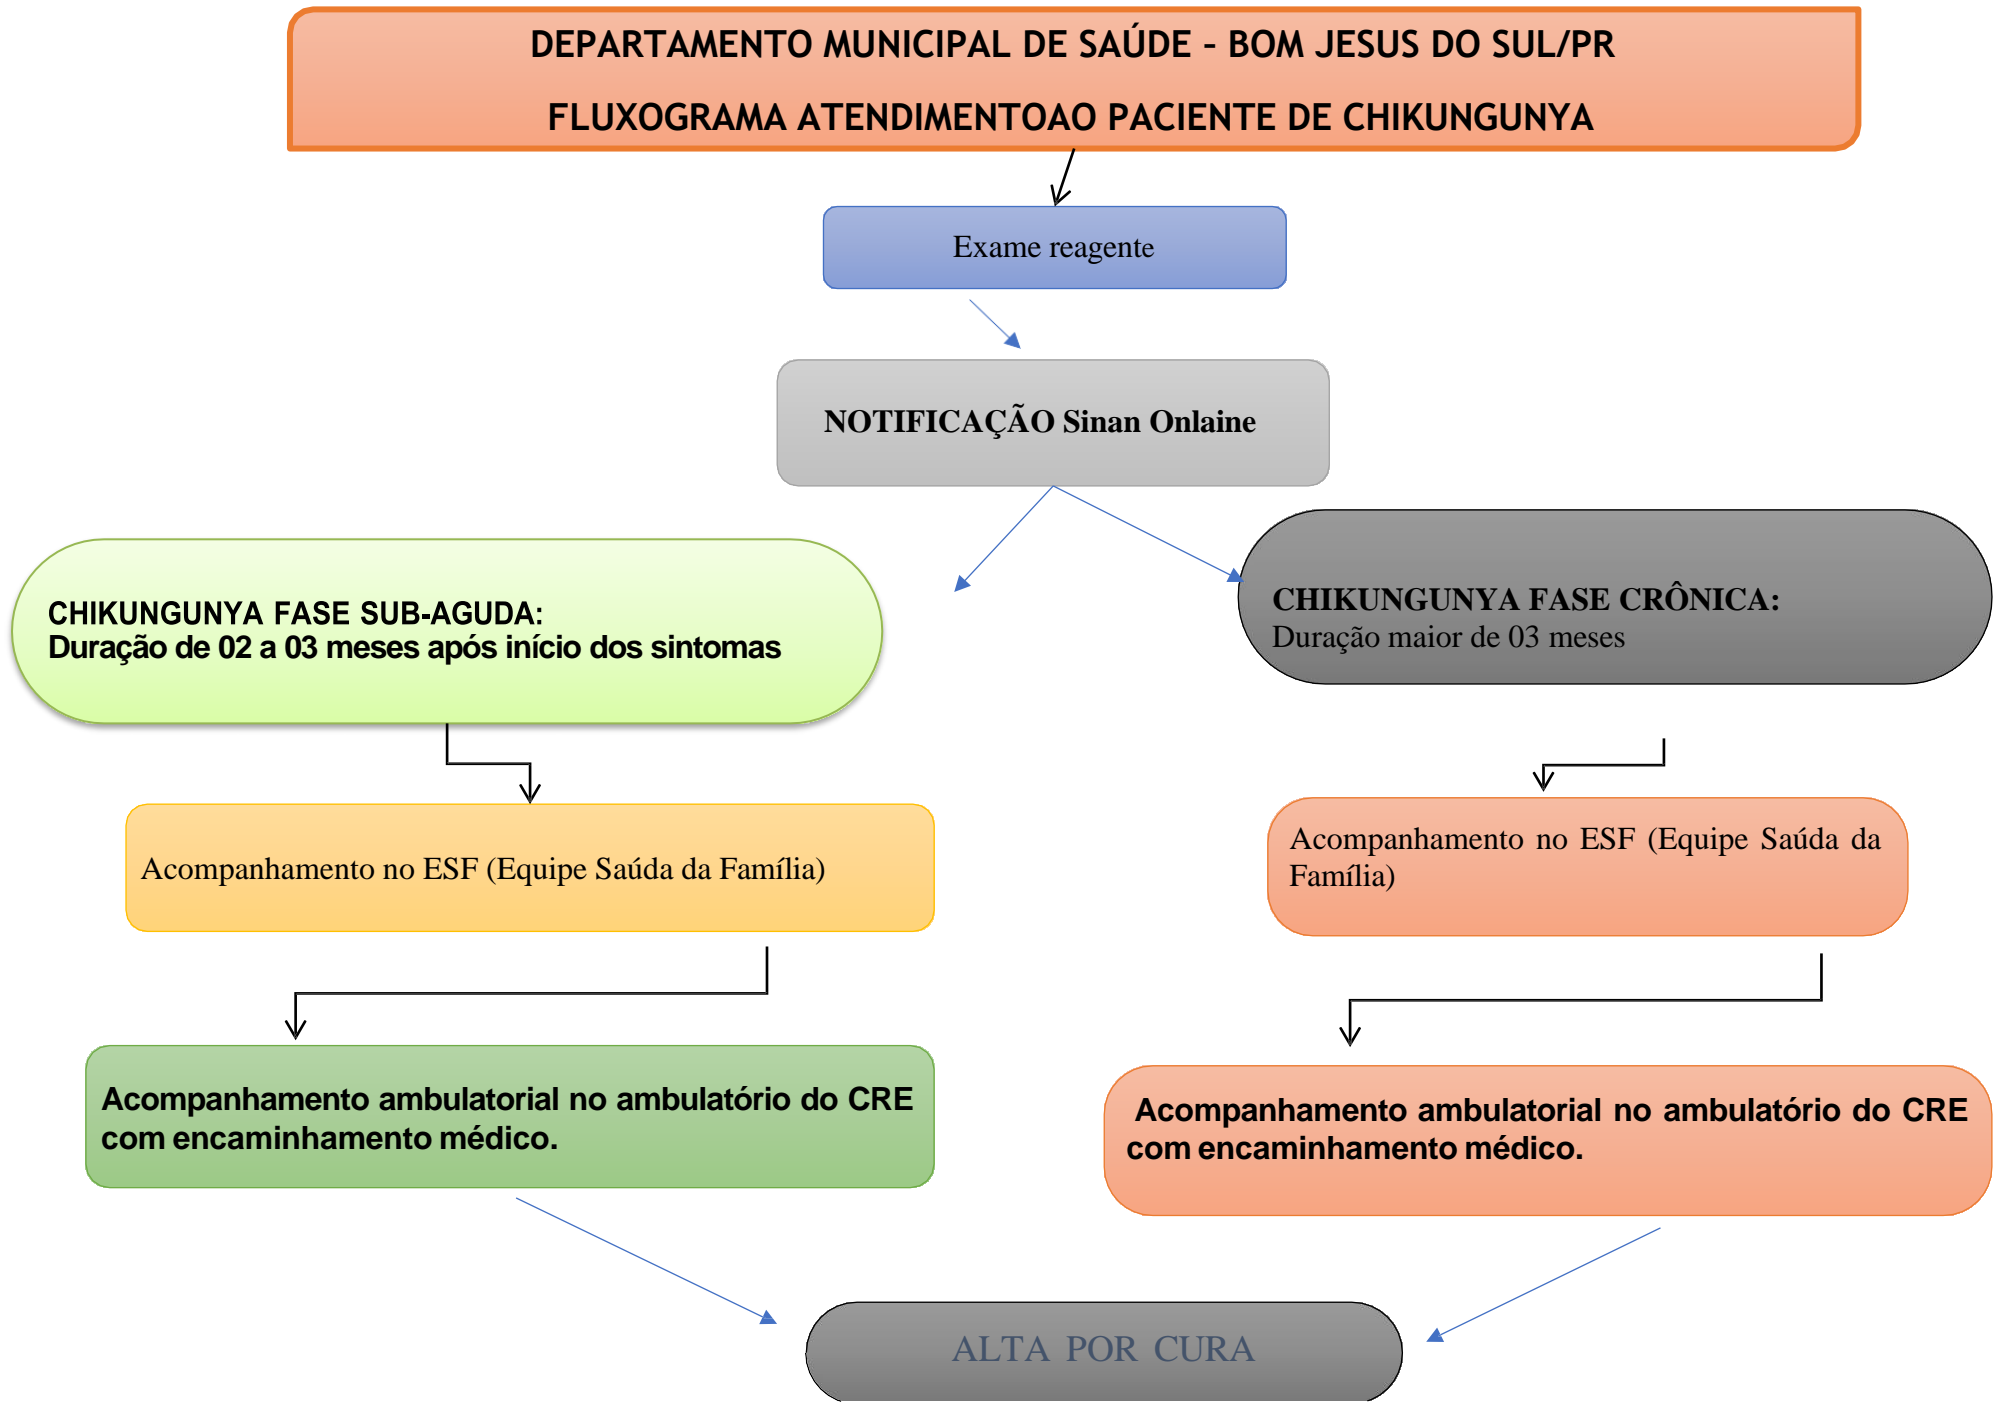 DEPARTAMENTO MUNICIPAL DE SAÚDE – BOM JESUS DO SUL/PR
FLUXOGRAMA ATENDIMENTOAO PACIENTE DE CHIKUNGUNYA
Exame reagente
NOTIFICAÇÃO Sinan Onlaine
CHIKUNGUNYA FASE SUB-AGUDA:
Duração de 02 a 03 meses após início dos sintomas
CHIKUNGUNYA FASE CRÔNICA:
Duração maior de 03 meses
Acompanhamento no ESF (Equipe Saúda da Família)
Acompanhamento no ESF (Equipe Saúda da
Família)
Acompanhamento ambulatorial no ambulatório do CRE
com encaminhamento médico.
Acompanhamento ambulatorial no ambulatório do CRE
com encaminhamento médico.
ALTA POR CURA